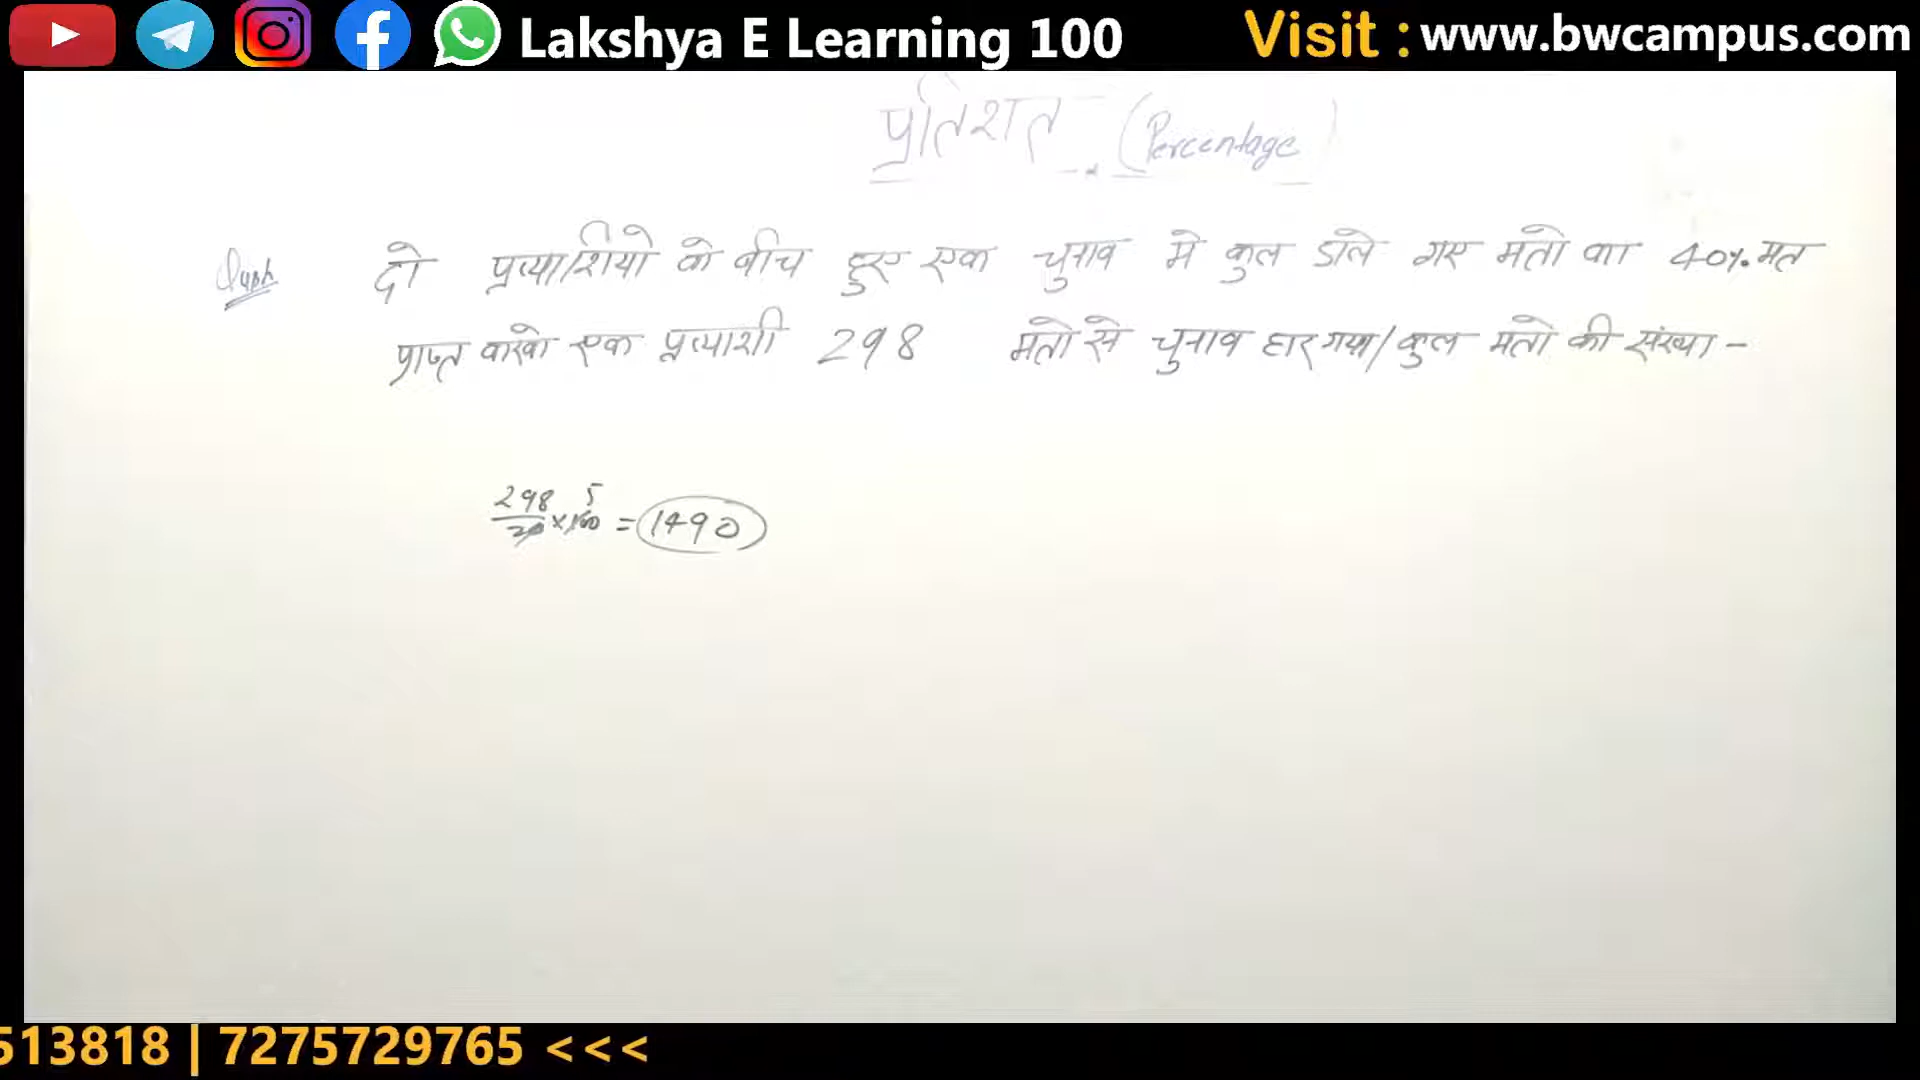 Lakshya E Learning 100 Visit : www.bwcampus.com
प्रतिशत (Percentage)
दो प्रत्याशियो के बीच हुए एक चुनाव मे कुल डाले गए मतो का 40% मत
प्राप्त करके एक प्रत्याशी 298 मतो से चुनाव हार गया/कुल मतो की संख्या -
298/20 × 100 5 = 1490
513818 | 7275729765 <<<